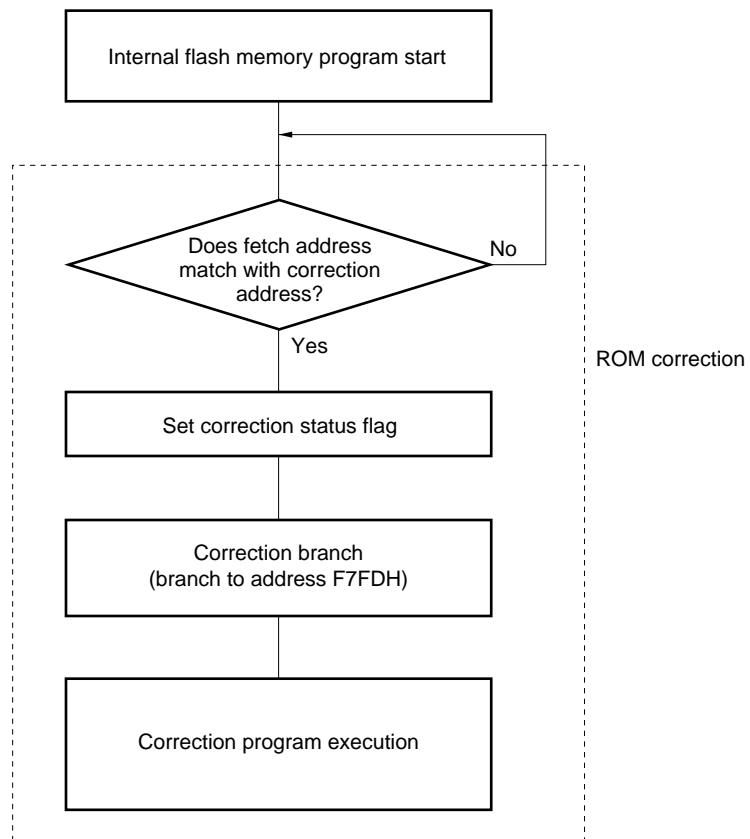 Internal flash memory program start
Does fetch address
match with correction
address?
No
Yes
ROM correction
Set correction status flag
Correction branch
(branch to address F7FDH)
Correction program execution